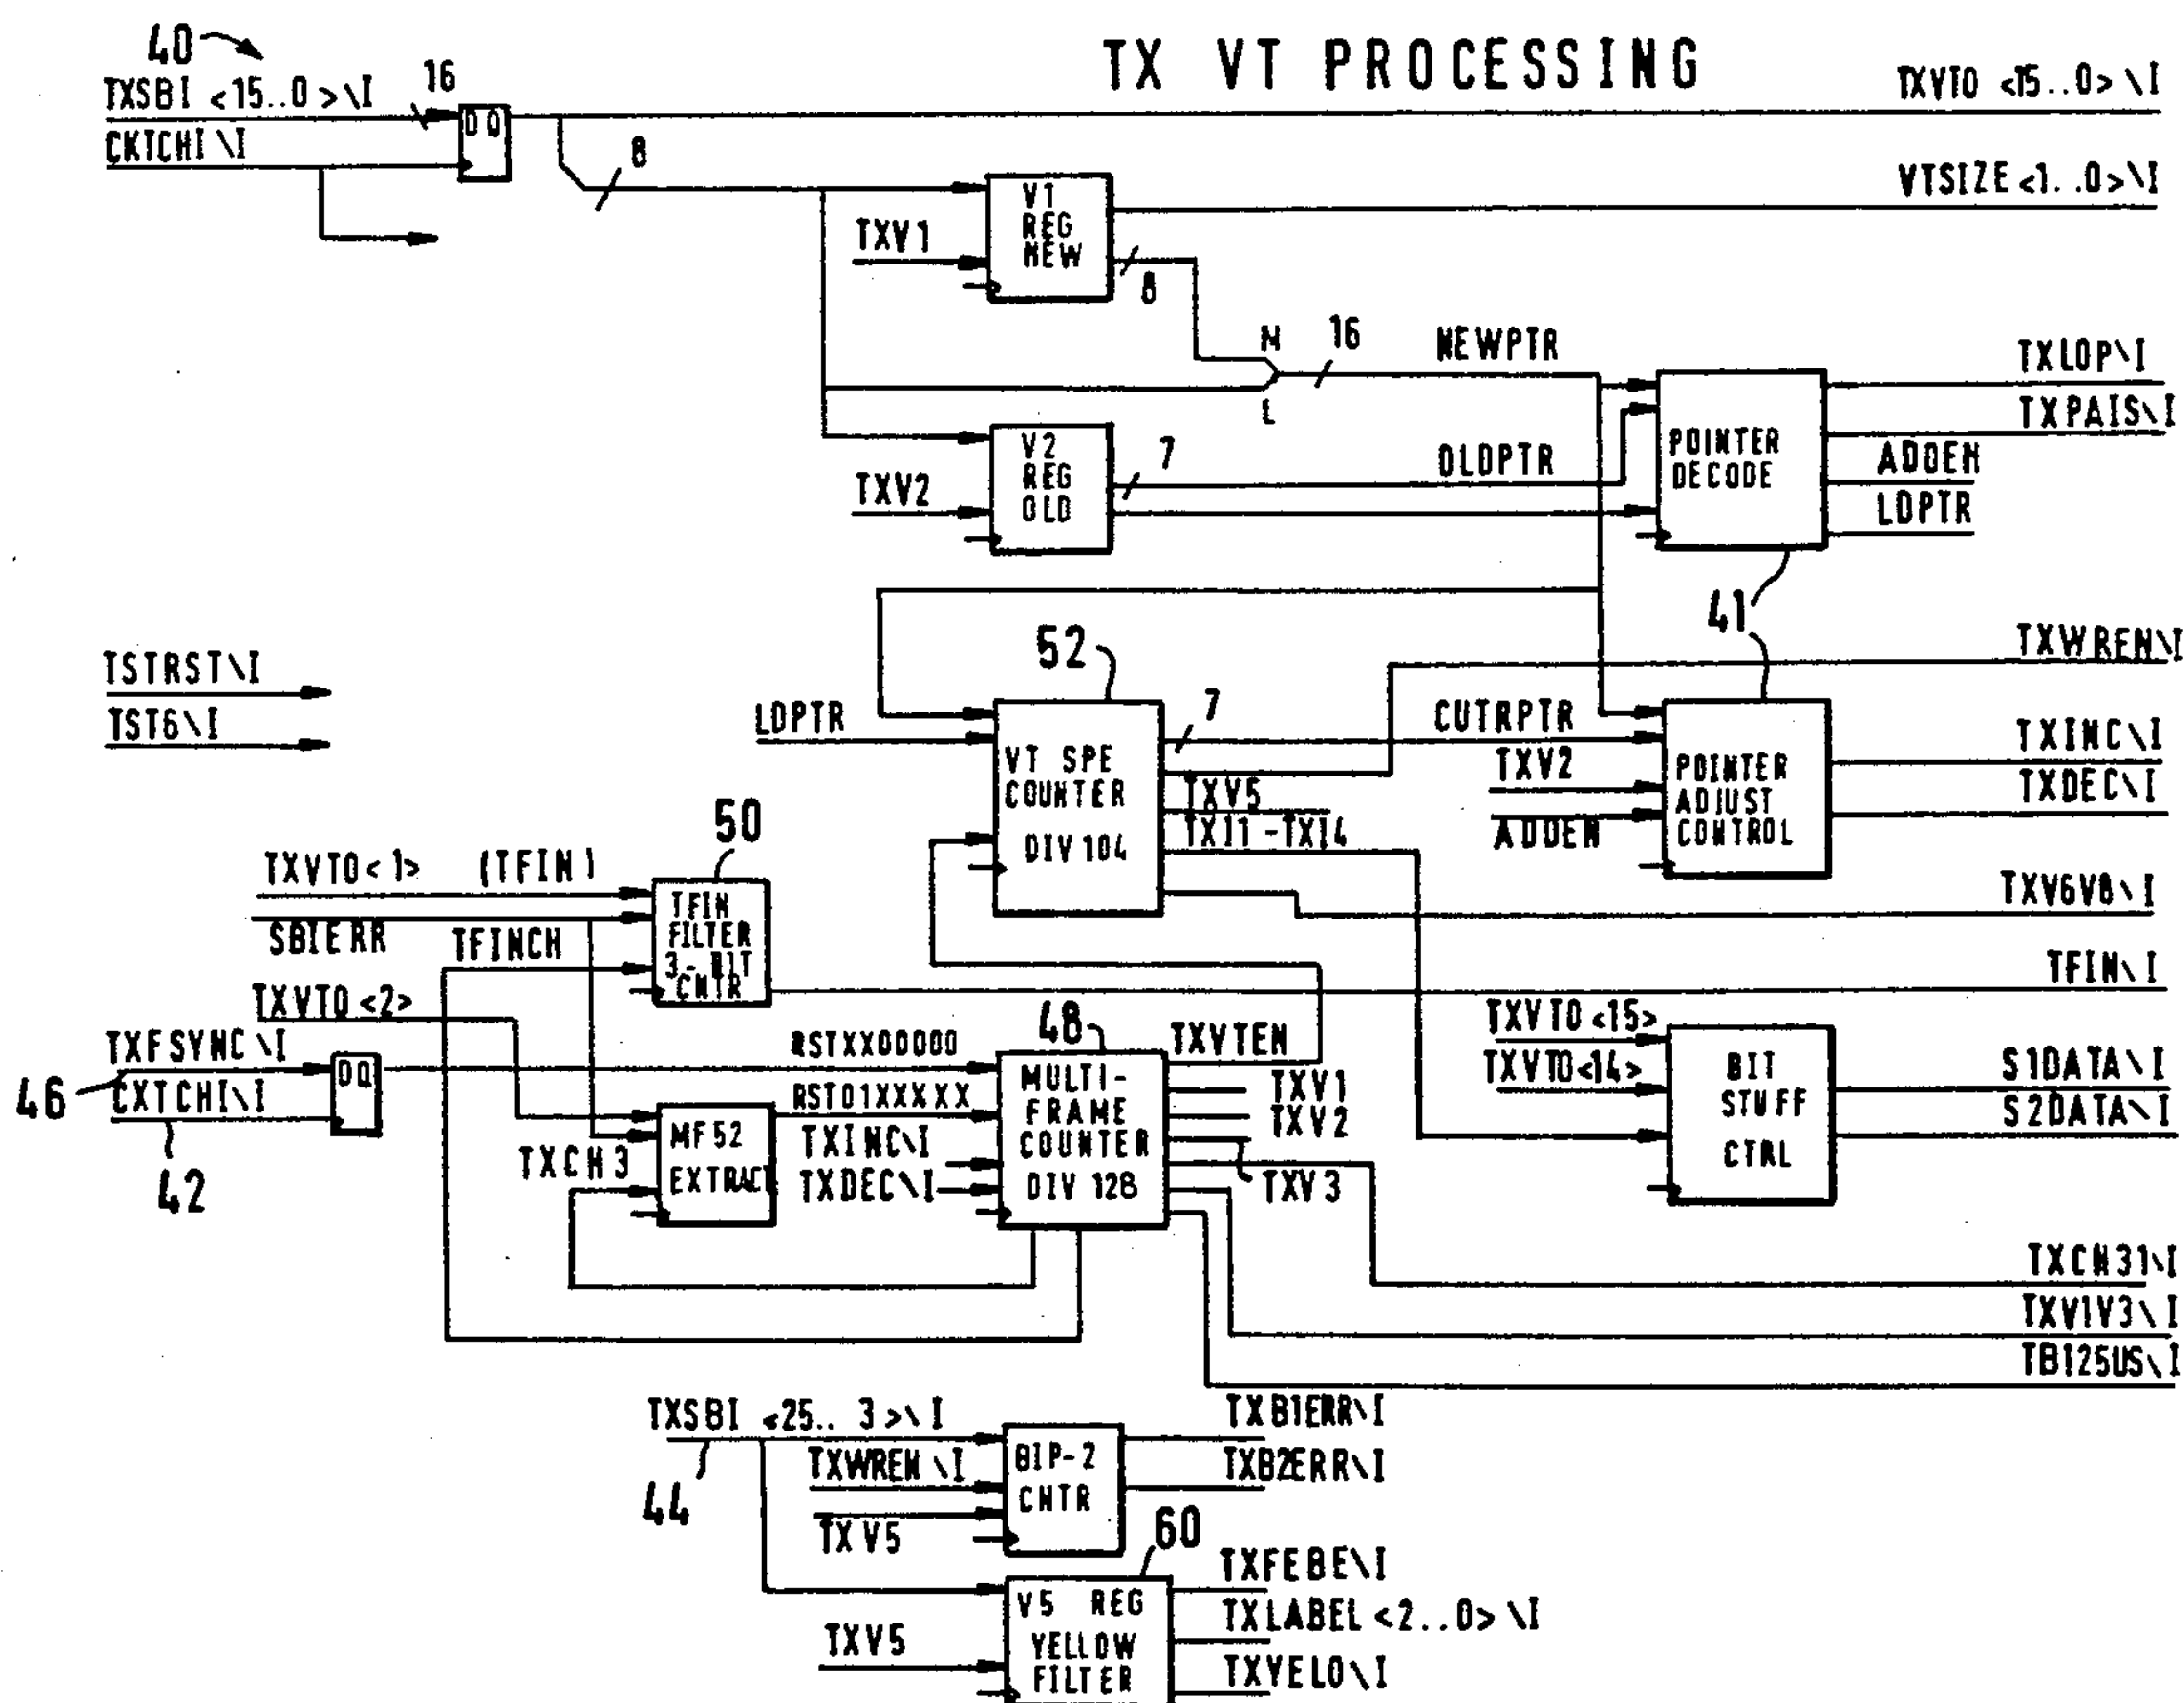 TX VT PROCESSING
40
TXSBI <15..0>\I
16
CKTCHI\I
D Q
TXVTO <15..0>\I
8
VTSIZE<1..0>\I
V1
REG
NEW
TXV1
8
M
L
16
NEWPTR
TXLOP\I
TXPAIS\I
ADDEN
LDPTR
POINTER
DECODE
V2
REG
OLD
TXV2
7
OLDPTR
41
41
TSTRST\I
TST6\I
52
LDPTR
VT SPE
COUNTER
DIV 104
7
CUTRPTR
TXV2
ADDEN
TXV5
TXI1-TXI4
POINTER
ADJUST
CONTROL
TXWREN\I
TXINC\I
TXDEC\I
TXV6V8\I
50
TXVTO<1> (TFIN)
SBIERR
TFINCH
TFIN
FILTER
3-BIT
CNTR
TFIN\I
TXVTO<2>
TXFSYNC\I
46
CXTCHI\I
42
D Q
RSTXX00000
RST01XXXXX
48
TXVTEN
MULTI-
FRAME
COUNTER
DIV 128
TXV1
TXV2
TXV3
MF52
EXTRACT
TXCH3
TXINC\I
TXDEC\I
TXVTO<15>
TXVTO<14>
BIT
STUFF
CTRL
S1DATA\I
S2DATA\I
TXCH31\I
TXV1V3\I
TB125US\I
TXSBI <25.. 3>\I
44
TXWREN\I
TXV5
BIP-2
CNTR
TXB1ERR\I
TXB2ERR\I
60
V5 REG
YELLOW
FILTER
TXV5
TXFEBE\I
TXLABEL<2..0>\I
TXYELO\I